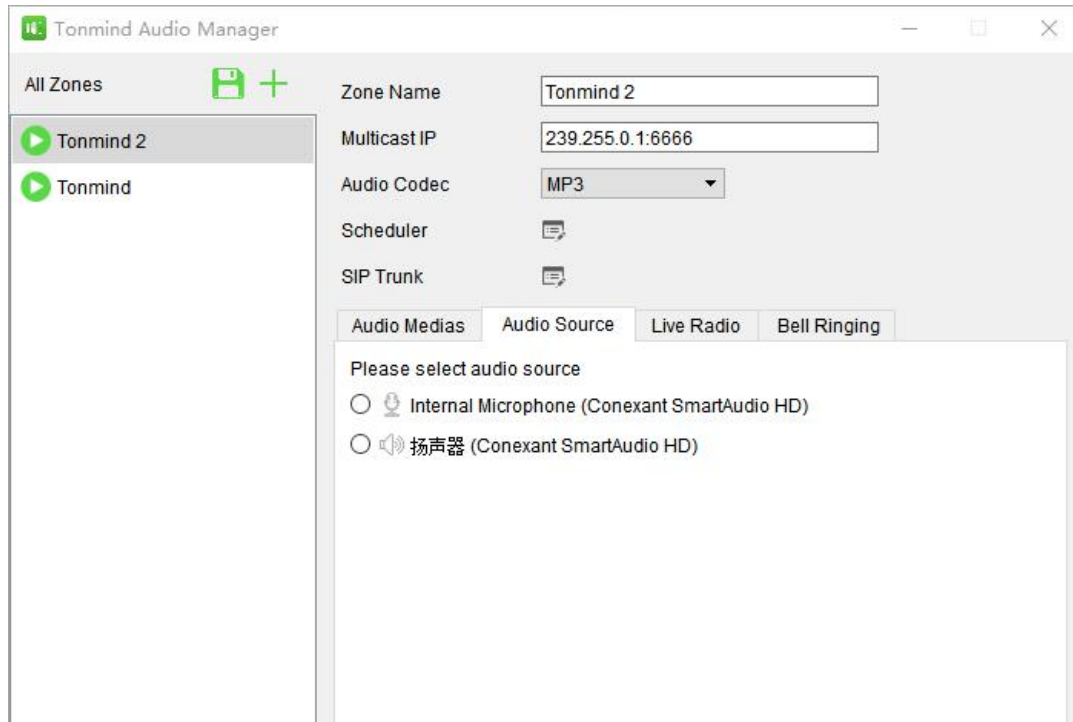 Tonmind Audio Manager
All Zones
Tonmind 2
Tonmind
Zone Name Tonmind 2
Multicast IP 239.255.0.1:6666
Audio Codec MP3
Scheduler
SIP Trunk
Audio Medias Audio Source Live Radio Bell Ringing
Please select audio source
Internal Microphone (Conexant SmartAudio HD)
扬声器 (Conexant SmartAudio HD)